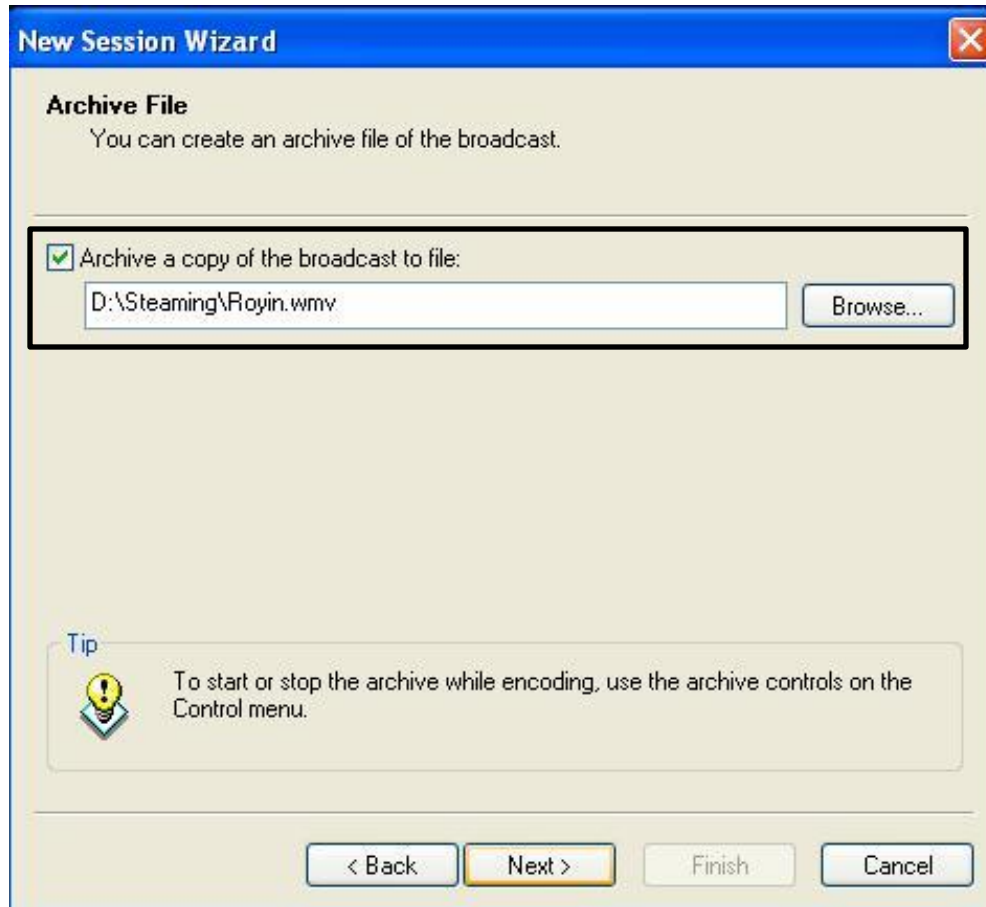 New Session Wizard
Archive File
You can create an archive file of the broadcast.
Archive a copy of the broadcast to file:
D:\Steaming\Royin.wmv
Browse...
Tip
To start or stop the archive while encoding, use the archive controls on the
Control menu.
< Back
Next >
Finish
Cancel